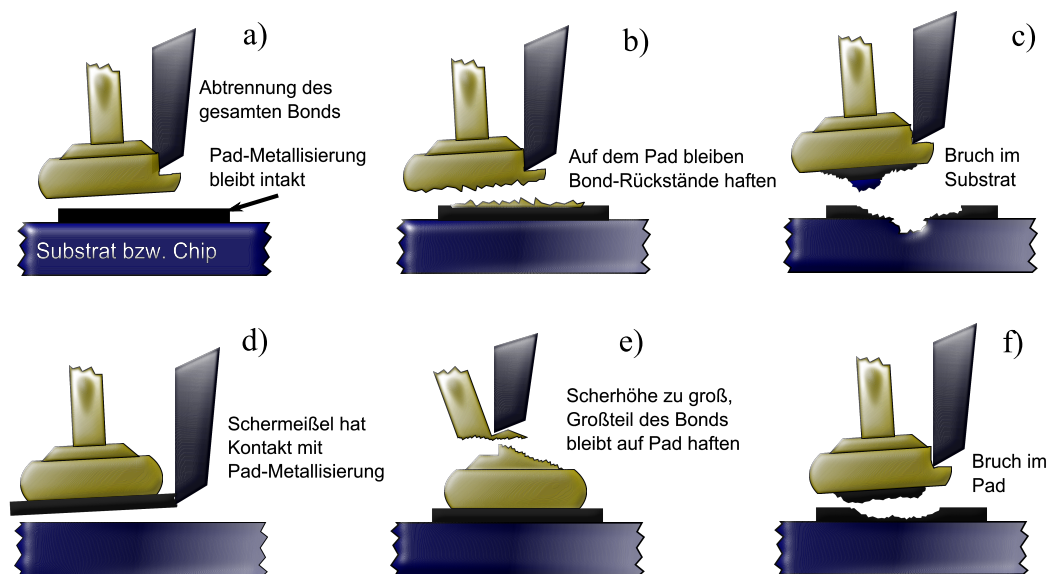 a)
Abtrennung des
gesamten Bonds
Pad-Metallisierung
bleibt intakt
Substrat bzw. Chip
b)
Auf dem Pad bleiben
Bond-Rückstände haften
c)
Bruch im
Substrat
d)
Schermeißel hat
Kontakt mit
Pad-Metallisierung
e)
Scherhöhe zu groß,
Großteil des Bonds
bleibt auf Pad haften
f)
Bruch im
Pad